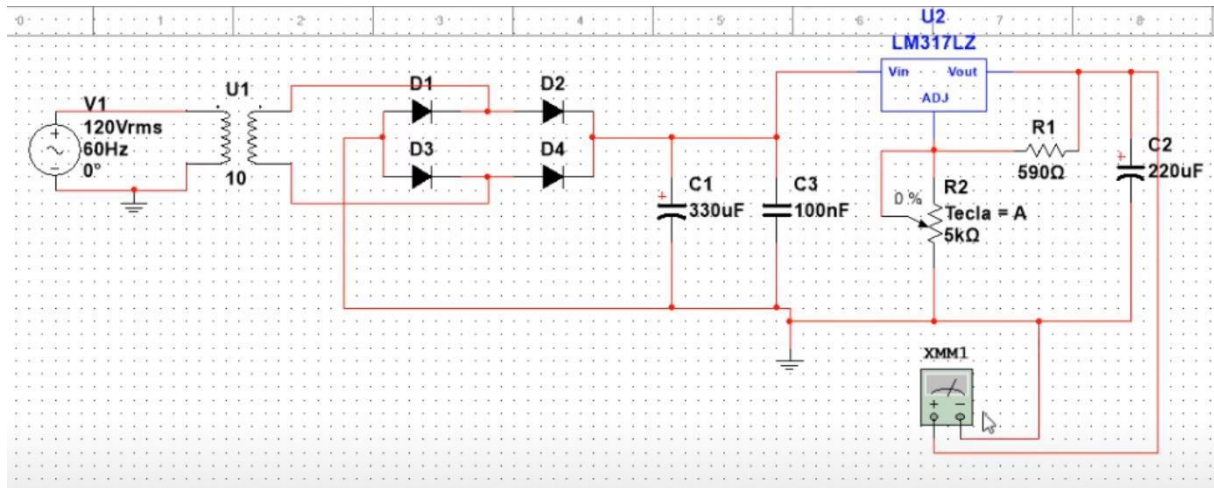 0 1 2 3 4 5 6 7 8
V1
120Vrms
60Hz
0°
U1
10
D1
D2
D3
D4
C1
330uF
C3
100nF
U2
LM317LZ
Vin Vout
ADJ
R1
590Ω
0 %
R2
Tecla = A
5kΩ
C2
220uF
XMM1